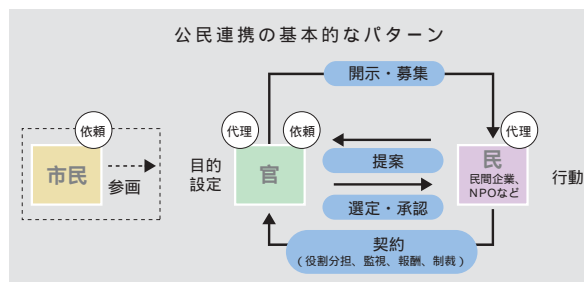 公民連携の基本的なパターン
開示・募集
依頼
代理
依頼
代理
市民
参画
目的
設定
官
提案
選定・承認
民
民間企業、
NPOなど
行動
契約
(役割分担、監視、報酬、制裁)